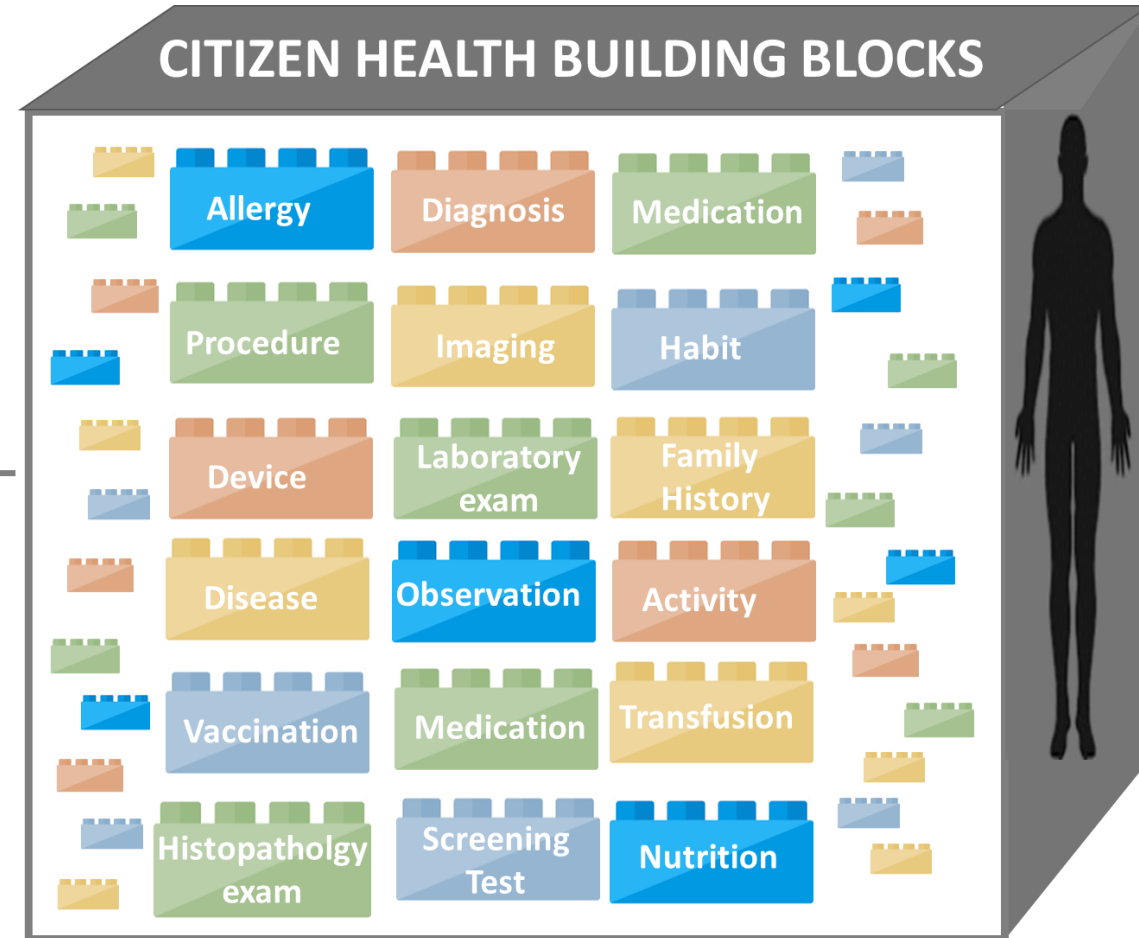 CITIZEN HEALTH BUILDING BLOCKS
Allergy
Diagnosis
Medication
Procedure
Imaging
Habit
Device
Laboratory
exam
Family
History
Disease
Observation
Activity
Vaccination
Medication
Transfusion
Histopatholgy
exam
Screening
Test
Nutrition